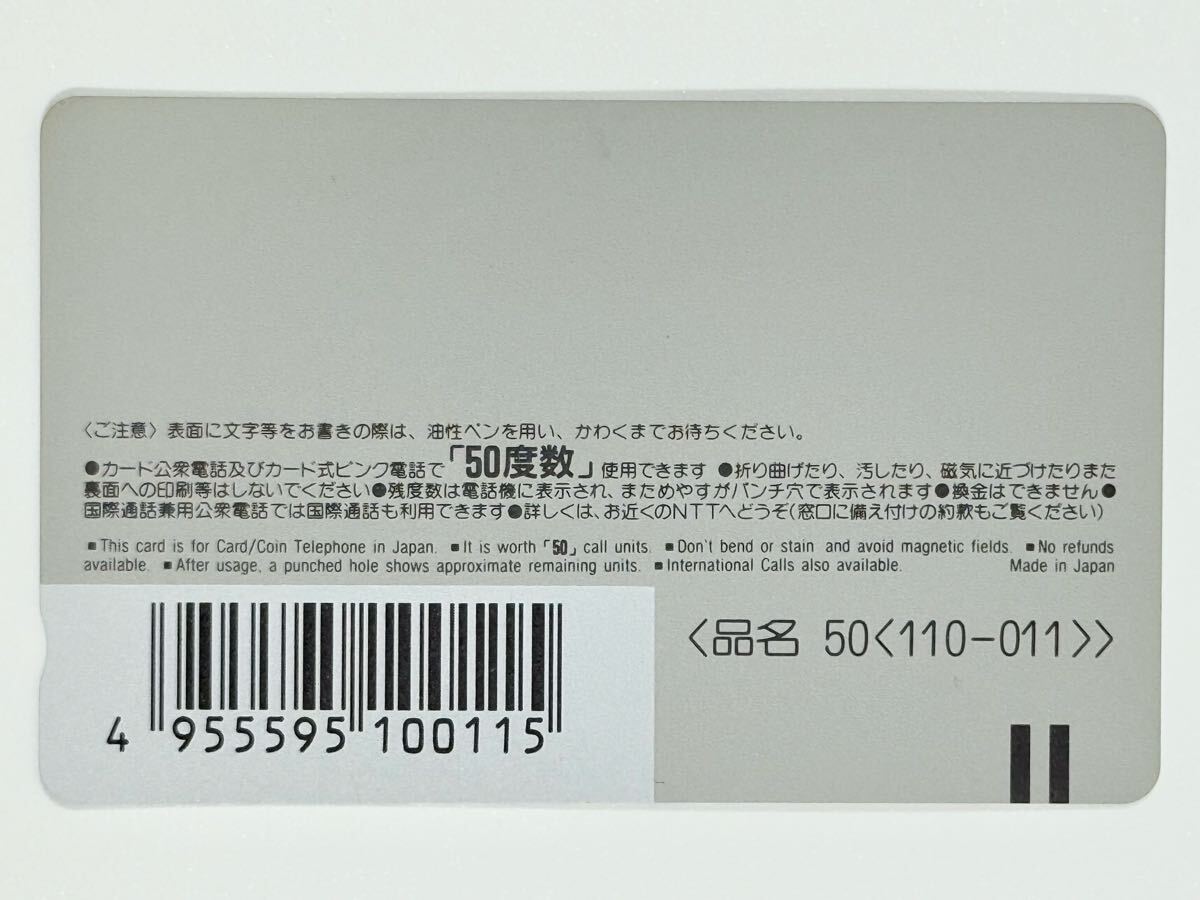 〈ご注意〉表面に文字等をお書きの際は、油性ペンを用い、かわくまでお待ちください。
●カード公衆電話及びカード式ピンク電話で「50度数」使用できます ●折り曲げたり、汚したり、磁気に近づけたりまた
裏面への印刷等はしないでください●残度数は電話機に表示され、まためやすがパンチ穴で表示されます●換金はできません●
国際通話兼用公衆電話では国際通話も利用できます●詳しくは、お近くのNTTへどうぞ(窓口に備え付けの約款もご覧ください)
■This card is for Card/Coin Telephone in Japan. ■It is worth「50」call units. ■Don't bend or stain and avoid magnetic fields. ■No refunds
available. ■After usage, a punched hole shows approximate remaining units. ■International Calls also available. Made in Japan
〈品名 50〈110-011〉〉
4 955595 100115